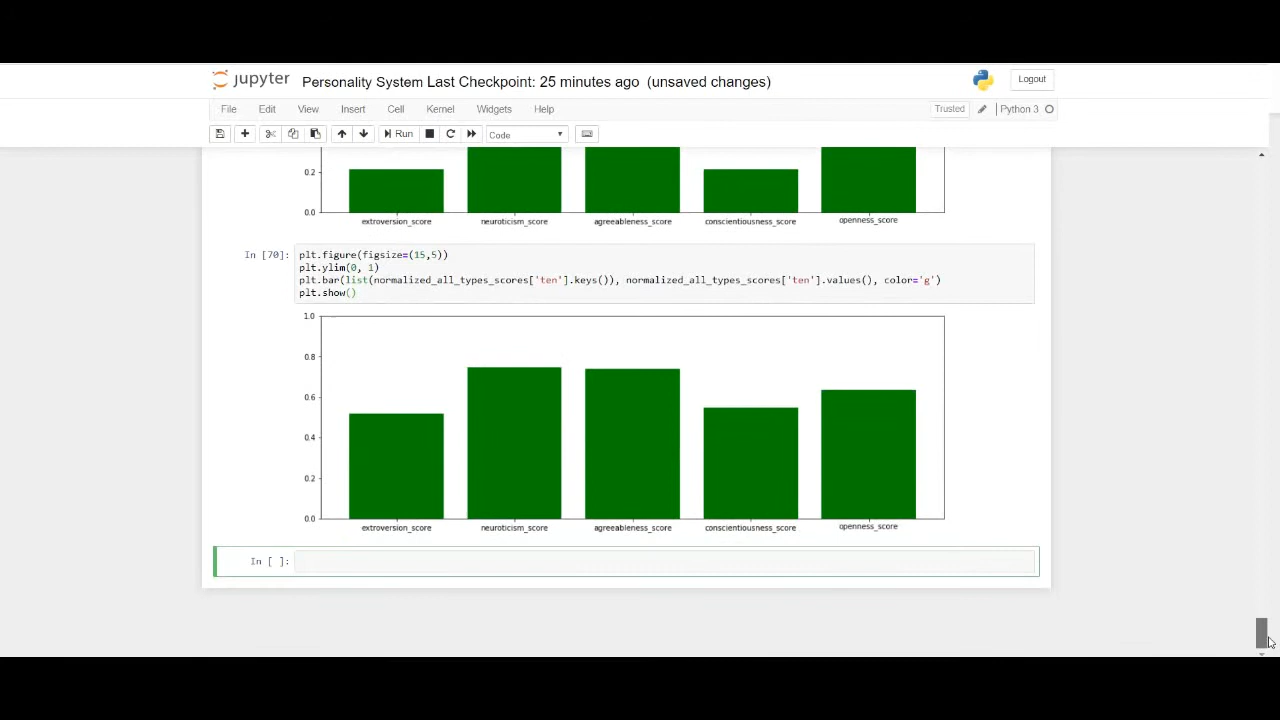 jupyter Personality System Last Checkpoint: 25 minutes ago (unsaved changes) Logout
File Edit View Insert Cell Kernel Widgets Help Trusted Python 3
Run Code
0.2
0.0
extroversion_score neuroticism_score agreeableness_score conscientiousness_score openness_score
In [70]: plt.figure(figsize=(15,5))
plt.ylim(0, 1)
plt.bar(list(normalized_all_types_scores['ten'].keys()), normalized_all_types_scores['ten'].values(), color='g')
plt.show()
1.0
0.8
0.6
0.4
0.2
0.0
extroversion_score neuroticism_score agreeableness_score conscientiousness_score openness_score
In [ ]: